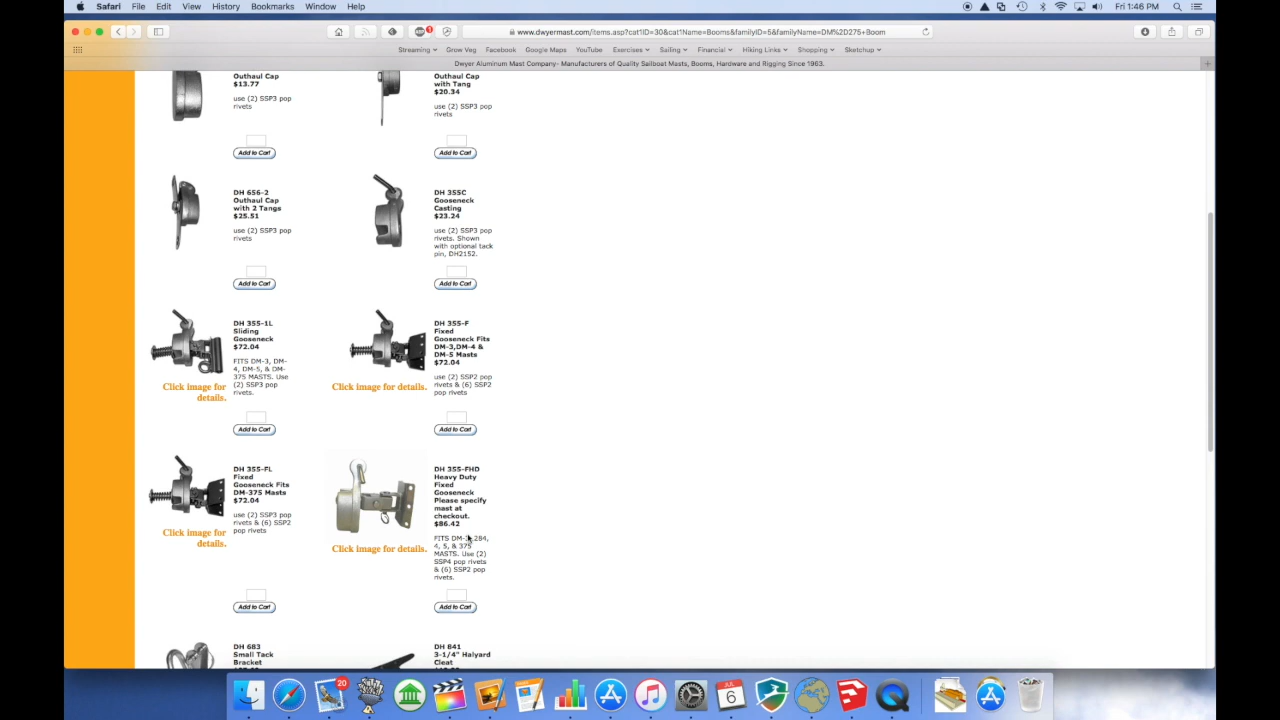 Safari File Edit View History Bookmarks Window Help
Fri 1:46 PM
www.dwyermast.com/items.asp?cat1ID=30&cat1Name=Booms&familyID=5&familyName=DM%2D275+Boom
Streaming Grow Veg Facebook Google Maps YouTube Exercises Sailing Financial Hiking Links Shopping Sketchup
Dwyer Aluminum Mast Company- Manufacturers of Quality Sailboat Masts, Booms, Hardware and Rigging Since 1963.
Outhaul Cap
$13.77
use (2) SSP3 pop
rivets
Add to Cart
Outhaul Cap
with Tang
$20.34
use (2) SSP3 pop
rivets
Add to Cart
DH 656-2
Outhaul Cap
with 2 Tangs
$25.51
use (2) SSP3 pop
rivets
Add to Cart
DH 355C
Gooseneck
Casting
$23.24
use (2) SSP3 pop
rivets. Shown
with optional tack
pin, DH2152.
Add to Cart
DH 355-1L
Sliding
Gooseneck
$72.04
FITS DM-3, DM-
4, DM-5, & DM-
375 MASTS. Use
(2) SSP3 pop
rivets.
Click image for
details.
Add to Cart
DH 355-F
Fixed
Gooseneck Fits
DM-3,DM-4 &
DM-5 Masts
$72.04
use (2) SSP2 pop
rivets & (6) SSP2
pop rivets
Click image for details.
Add to Cart
DH 355-FL
Fixed
Gooseneck Fits
DM-375 Masts
$72.04
use (2) SSP3 pop
rivets & (6) SSP2
pop rivets
Click image for
details.
Add to Cart
DH 355-FHD
Heavy Duty
Fixed
Gooseneck
Please specify
mast at
checkout.
$86.42
FITS 284,
4, 5, & 375
MASTS. Use (2)
SSP4 pop rivets
& (6) SSP2 pop
rivets.
Click image for details.
Add to Cart
DH 683
Small Tack
Bracket
DH 841
3-1/4" Halyard
Cleat
20
JUL
6